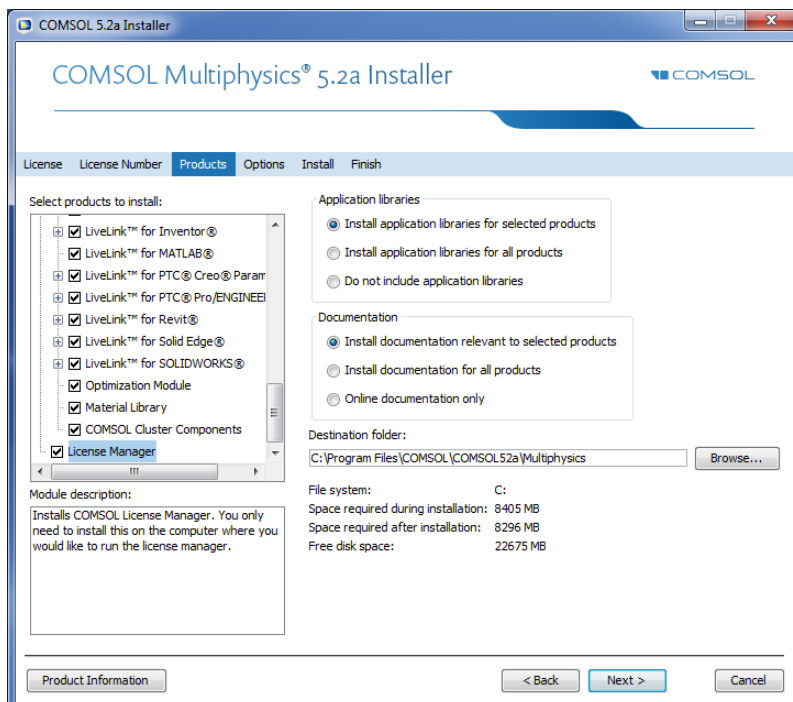 COMSOL 5.2a Installer
COMSOL Multiphysics® 5.2a Installer
COMSOL
License License Number Products Options Install Finish
Select products to install:
LiveLink™ for Inventor®
LiveLink™ for MATLAB®
LiveLink™ for PTC® Creo® Param
LiveLink™ for PTC® Pro/ENGINEE
LiveLink™ for Revit®
LiveLink™ for Solid Edge®
LiveLink™ for SOLIDWORKS®
Optimization Module
Material Library
COMSOL Cluster Components
License Manager
Module description:
Installs COMSOL License Manager. You only
need to install this on the computer where you
would like to run the license manager.
Application libraries
Install application libraries for selected products
Install application libraries for all products
Do not include application libraries
Documentation
Install documentation relevant to selected products
Install documentation for all products
Online documentation only
Destination folder:
C:\Program Files\COMSOL\COMSOL52a\Multiphysics
Browse...
File system: C:
Space required during installation: 8405 MB
Space required after installation: 8296 MB
Free disk space: 22675 MB
Product Information
< Back
Next >
Cancel